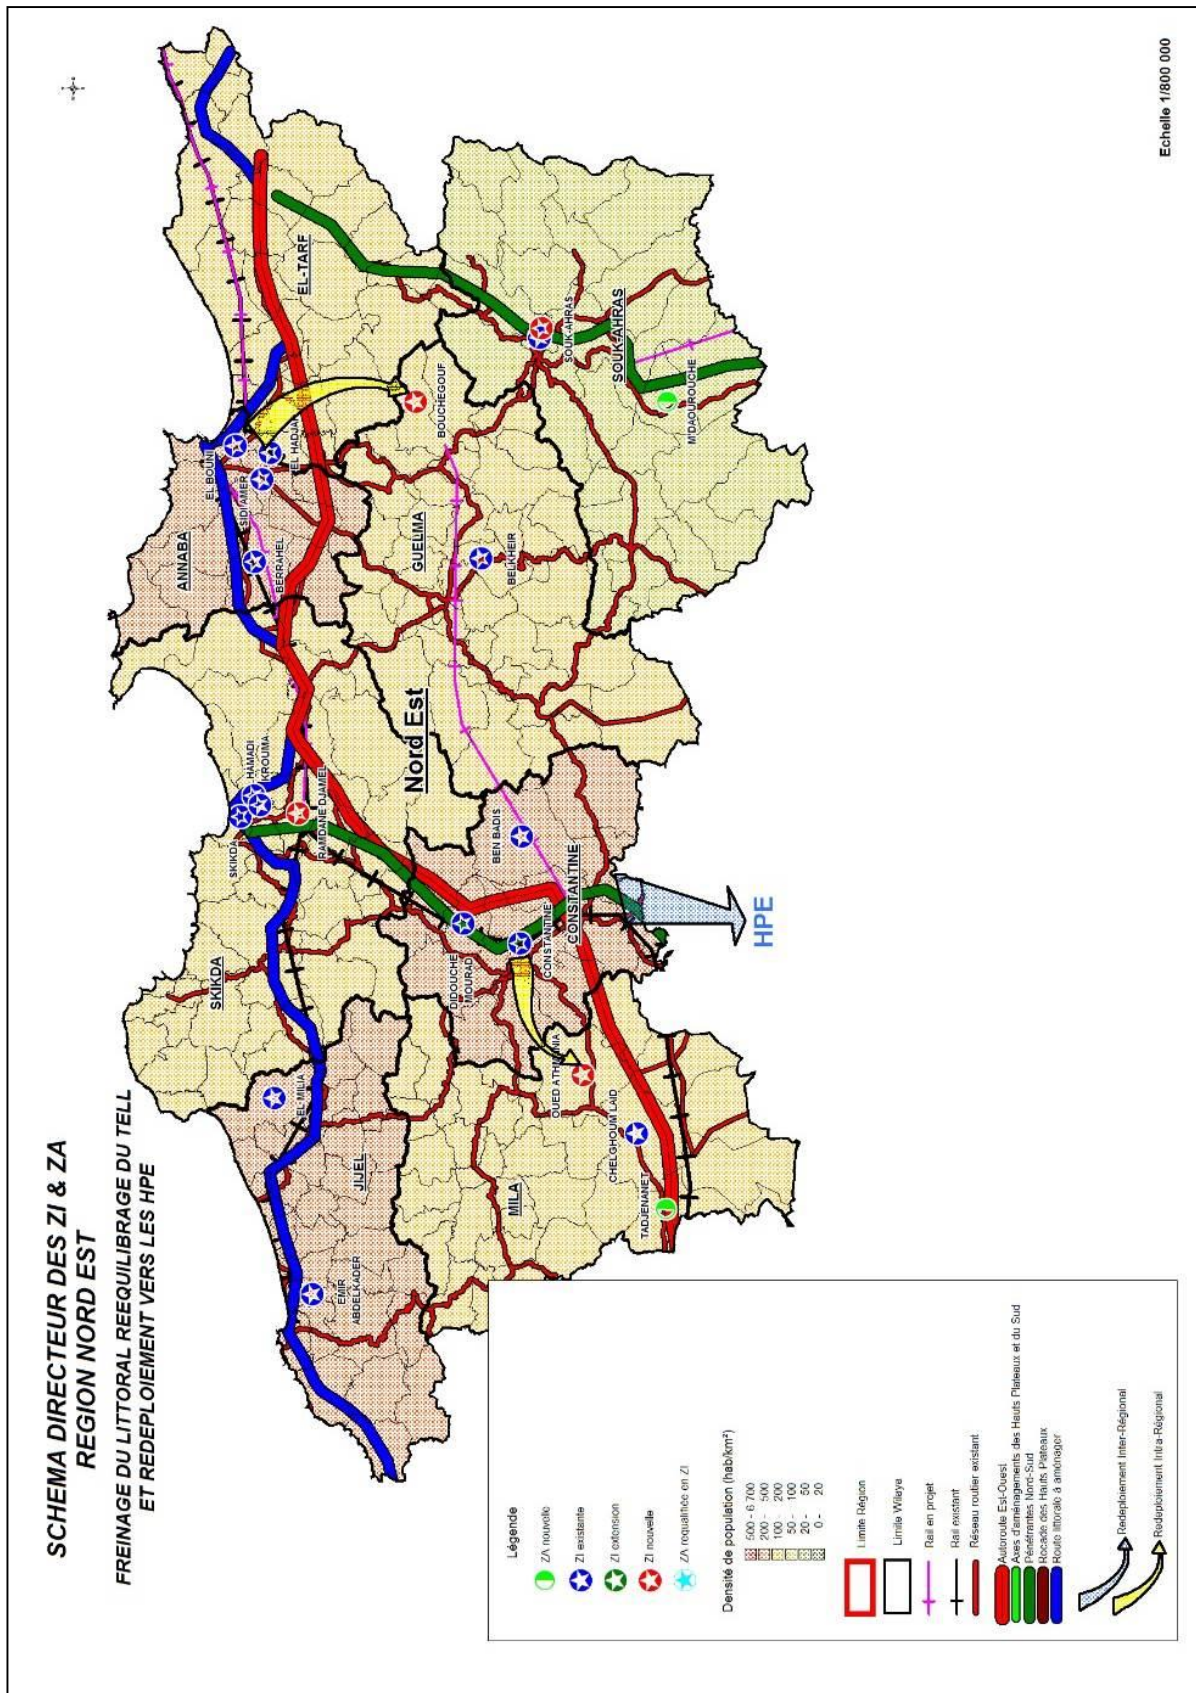 SCHEMA DIRECTEUR DES ZI & ZA
REGION NORD EST
FREINAGE DU LITTORAL REEQUILIBRAGE DU TELL
ET REDEPLOIEMENT VERS LES HPE
EMIR
ABDELKADER
EL MILIA
JIJEL
SKIKDA
SKIKDA
HAMADI
KROUMA
RAMDANE DJAMEL
ANNABA
BERRAHEL
SIDI AMER
EL BOUNI
EL HADJAR
EL-TARF
MILA
TADJENANET
CHELGHOUM LAID
OUED ATHMANIA
DIDOUCHE
MOURAD
CONSTANTINE
CONSTANTINE
BEN BADIS
Nord Est
GUELMA
BELKHEIR
BOUCHEGOUF
SOUK-AHRAS
SOUK-AHRAS
M'DAOUROUCHE
HPE
Légende
ZA nouvelle
ZI existante
ZI extension
ZI nouvelle
ZA requalifiée en ZI
Densité de population (hab/km²)
500 - 6 700
200 - 500
100 - 200
50 - 100
20 - 50
0 - 20
Limite Région
Limite Wilaya
Rail en projet
Rail existant
Réseau routier existant
Autoroute Est-Ouest
Axes d'aménagements des Hauts Plateaux et du Sud
Pénétrantes Nord-Sud
Rocade des Hauts Plateaux
Route littorale à aménager
Redeploiement Inter-Régional
Redeploiement Intra-Régional
Echelle 1/800 000